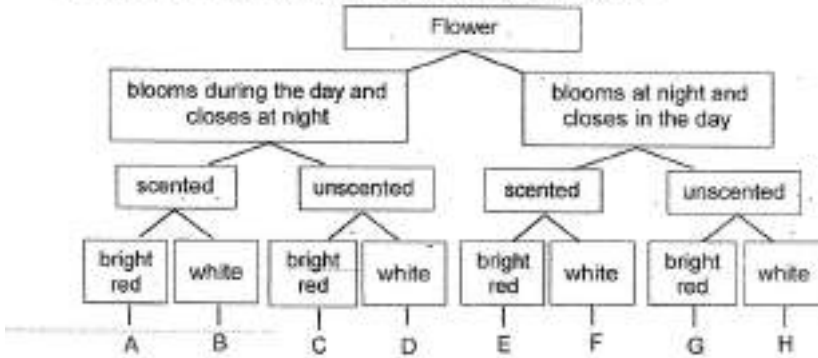 Flower
blooms during the day and
closes at night
blooms at night and
closes in the day
scented
unscented
scented
unscented
bright
red
white
bright
red
white
bright
red
white
bright
red
white
A B C D E F G H